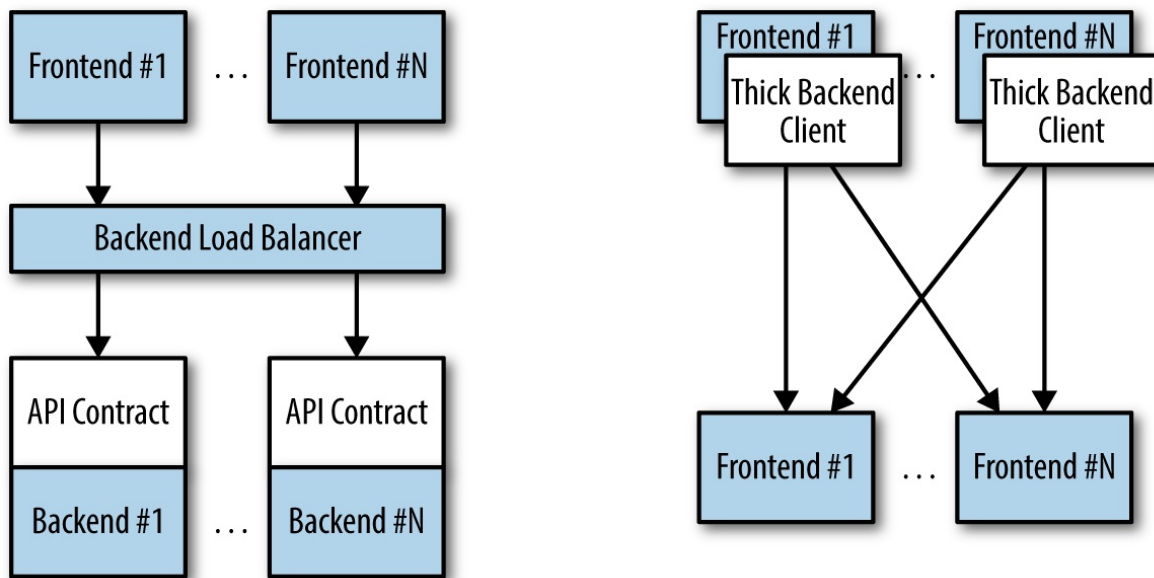 Frontend #1
...
Frontend #N
Backend Load Balancer
API Contract
API Contract
Backend #1
...
Backend #N
Frontend #1
...
Frontend #N
Thick Backend
Client
Thick Backend
Client
Frontend #1
...
Frontend #N